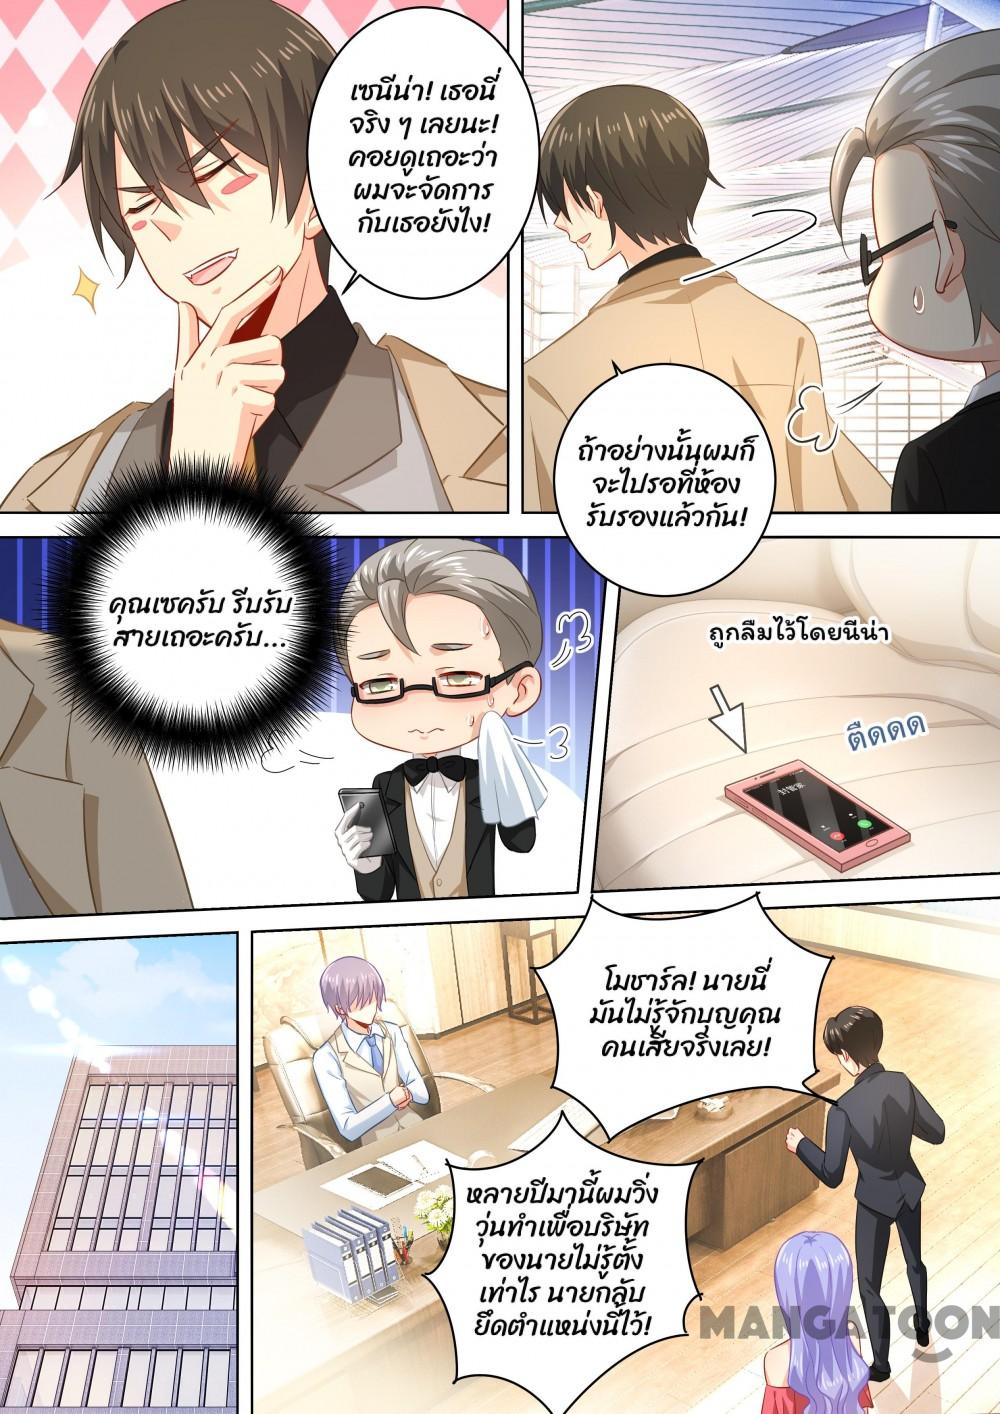 เซนีน่า! เธอนี่
จริง ๆ เลยนะ!
คอยดูเถอะว่า
ผมจะจัดการ
กับเธอยังไง!
ถ้าอย่างนั้นผมก็
จะไปรอที่ห้อง
รับรองแล้วกัน!
คุณเซครับ รีบรับ
สายเถอะครับ...
ถูกลืมไว้โดยนีน่า
ตืดดด
โมชาร์ล! นายนี่
มันไม่รู้จักบุญคุณ
คนเสียจริงเลย!
หลายปีมานี้ผมวิ่ง
วุ่นทำเพื่อบริษัท
ของนายไม่รู้ตั้ง
เท่าไร นายกลับ
ยึดตำแหน่งนี้ไว้!
MANGATOON